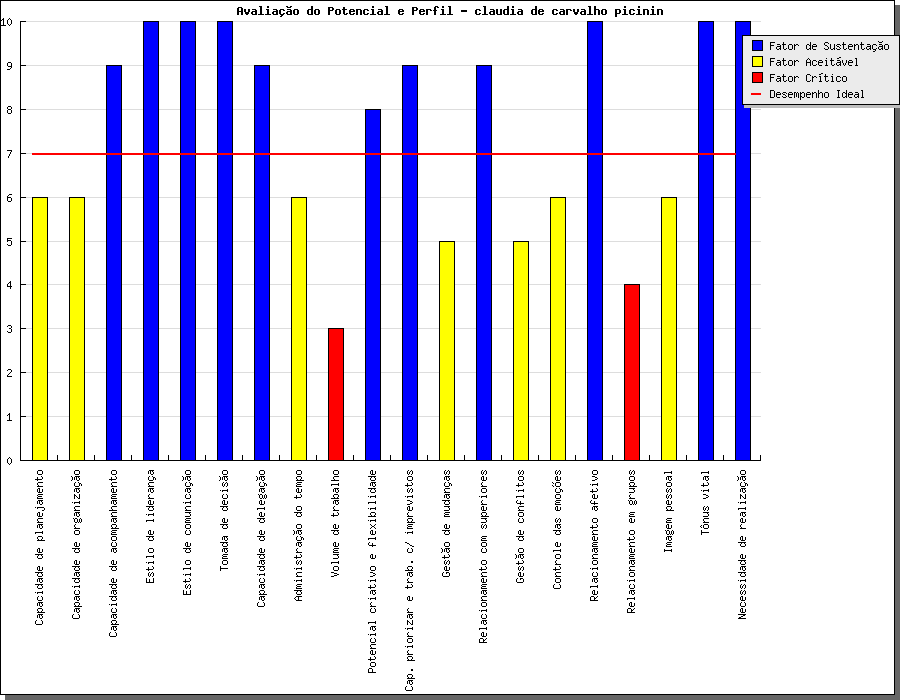 Avaliação do Potencial e Perfil - claudia de carvalho picinin
Fator de Sustentação
Fator Aceitável
Fator Crítico
Desempenho Ideal
10
9
8
7
6
5
4
3
2
1
0
Capacidade de planejamento
Capacidade de organização
Capacidade de acompanhamento
Estilo de liderança
Estilo de comunicação
Tomada de decisão
Capacidade de delegação
Administração do tempo
Volume de trabalho
Potencial criativo e flexibilidade
Cap. priorizar e trab. c/ imprevistos
Gestão de mudanças
Relacionamento com superiores
Gestão de conflitos
Controle das emoções
Relacionamento afetivo
Relacionamento em grupos
Imagem pessoal
Tônus vital
Necessidade de realização